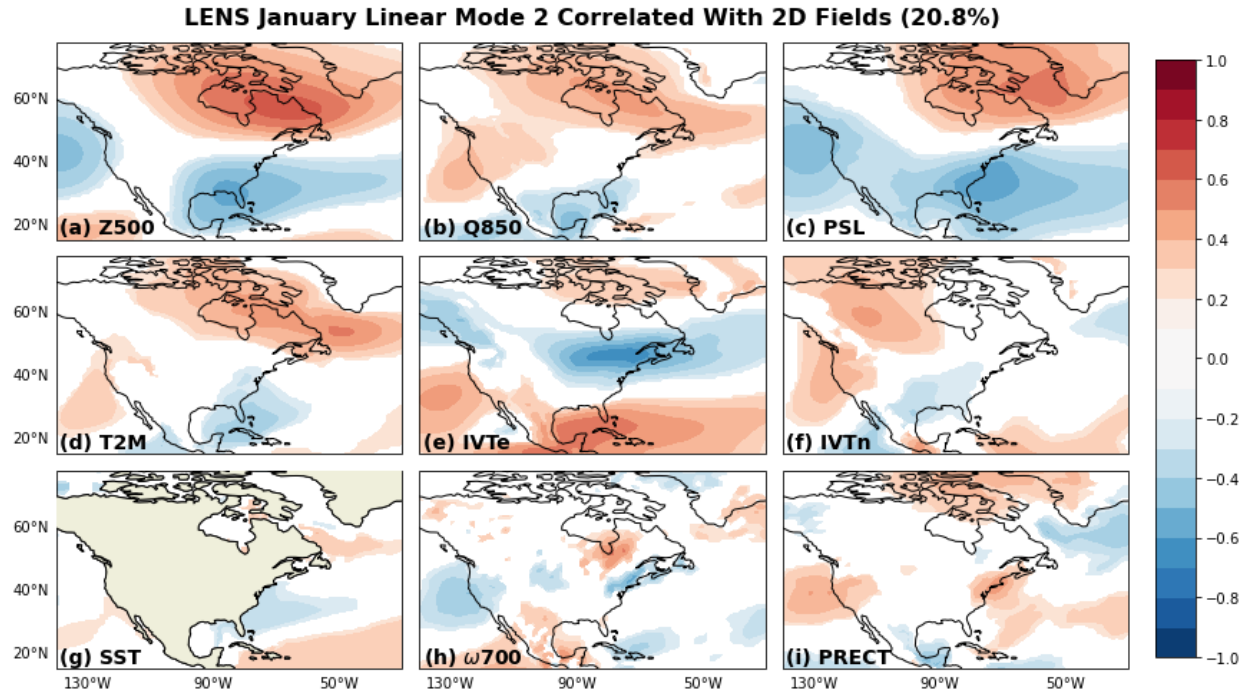 LENS January Linear Mode 2 Correlated With 2D Fields (20.8%)
60°N
40°N
20°N
(a) Z500
(b) Q850
(c) PSL
1.0
0.8
0.6
0.4
0.2
0.0
−0.2
−0.4
−0.6
−0.8
−1.0
60°N
40°N
20°N
(d) T2M
(e) IVTe
(f) IVTn
60°N
40°N
20°N
(g) SST
(h) ω700
(i) PRECT
130°W 90°W 50°W
130°W 90°W 50°W
130°W 90°W 50°W